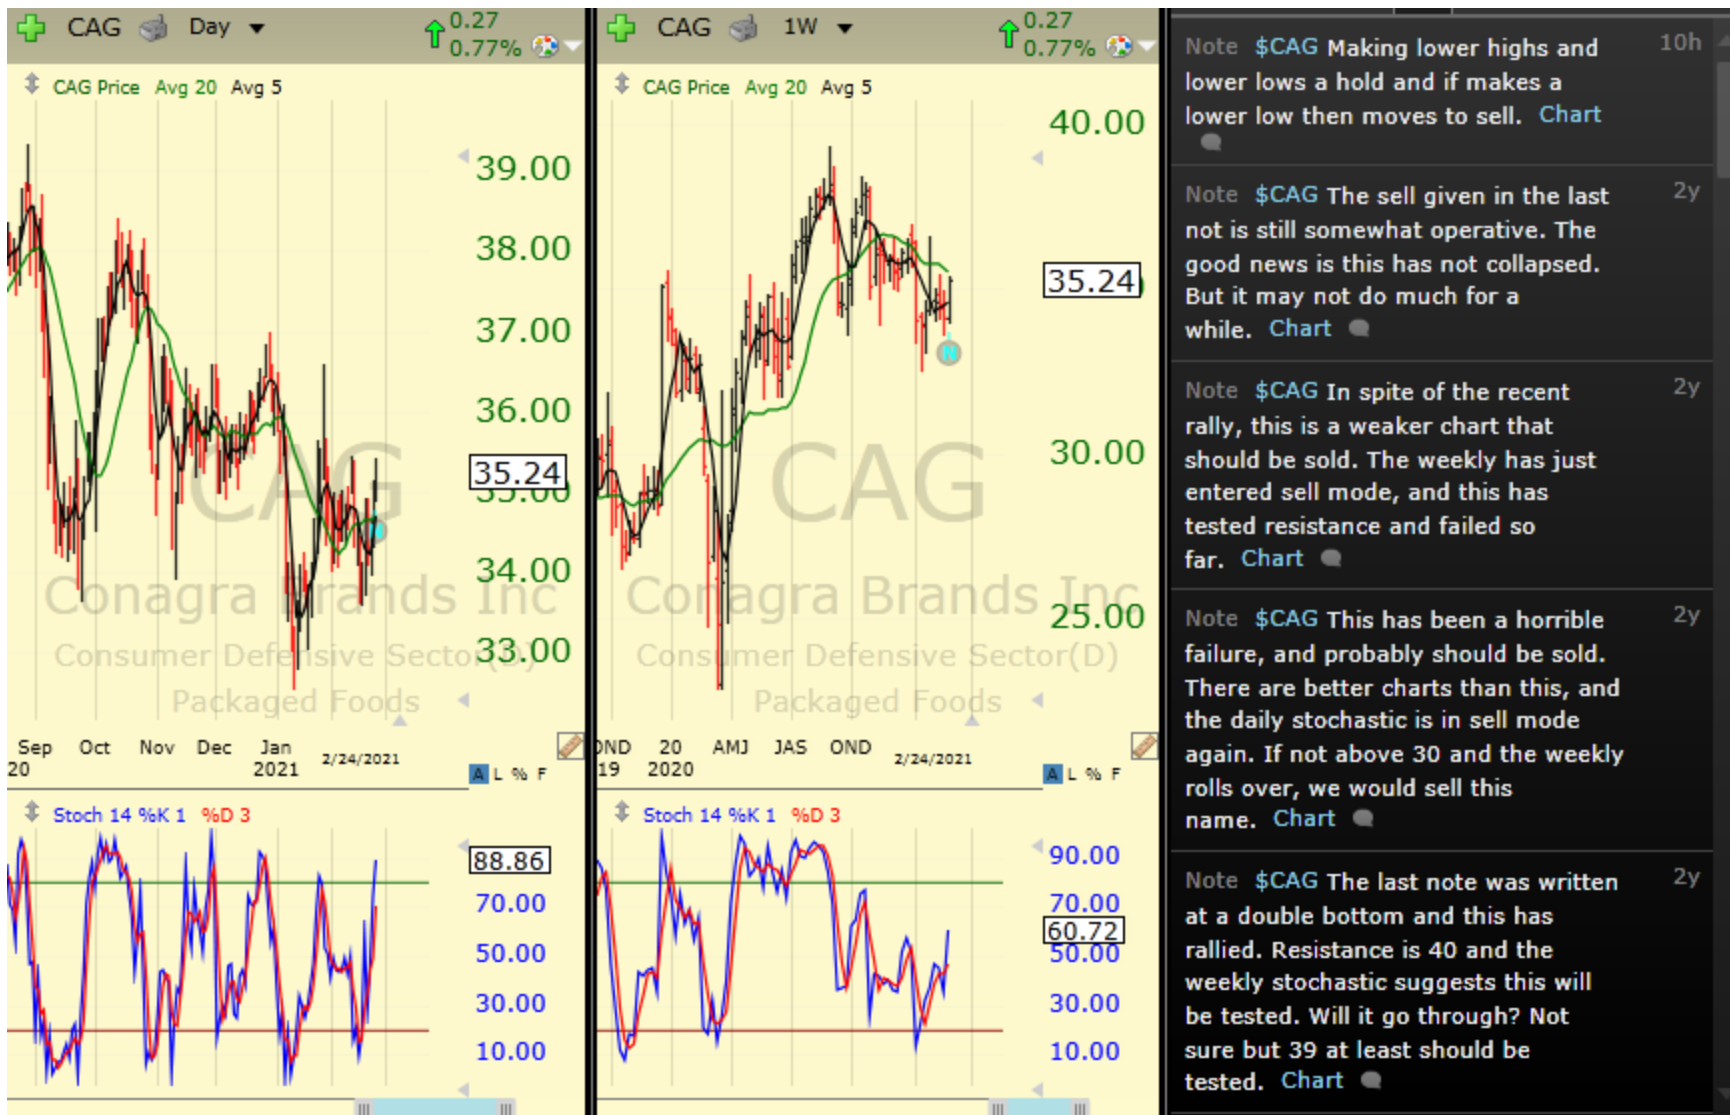 CAG Day 0.27
0.77%
CAG Price Avg 20 Avg 5
39.00
38.00
37.00
36.00
35.24
35.00
34.00
33.00
CAG
Conagra Brands Inc
Consumer Defensive Sector(D)
Packaged Foods
Sep Oct Nov Dec Jan
20 2021 2/24/2021
A L % F
Stoch 14 %K 1 %D 3
88.86
70.00
50.00
30.00
10.00
CAG 1W 0.27
0.77%
CAG Price Avg 20 Avg 5
40.00
35.24
30.00
25.00
CAG
N
Conagra Brands Inc
Consumer Defensive Sector(D)
Packaged Foods
OND 20 AMJ JAS OND
19 2020 2/24/2021
A L % F
Stoch 14 %K 1 %D 3
90.00
70.00
60.72
50.00
30.00
10.00
Note $CAG Making lower highs and 10h
lower lows a hold and if makes a
lower low then moves to sell. Chart
Note $CAG The sell given in the last 2y
not is still somewhat operative. The
good news is this has not collapsed.
But it may not do much for a
while. Chart
Note $CAG In spite of the recent 2y
rally, this is a weaker chart that
should be sold. The weekly has just
entered sell mode, and this has
tested resistance and failed so
far. Chart
Note $CAG This has been a horrible 2y
failure, and probably should be sold.
There are better charts than this, and
the daily stochastic is in sell mode
again. If not above 30 and the weekly
rolls over, we would sell this
name. Chart
Note $CAG The last note was written 2y
at a double bottom and this has
rallied. Resistance is 40 and the
weekly stochastic suggests this will
be tested. Will it go through? Not
sure but 39 at least should be
tested. Chart